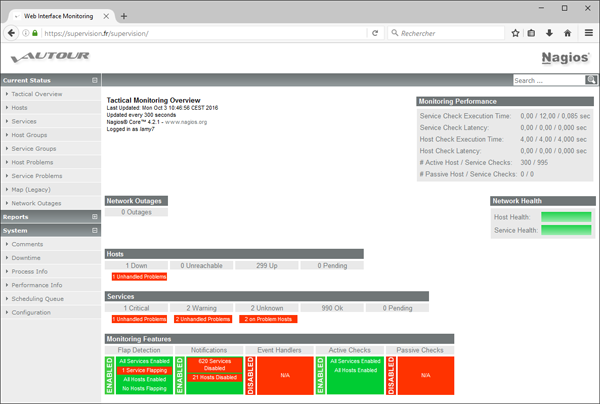 Web Interface Monitoring
https://supervision.fr/supervision/
Rechercher
AUTOUR
Nagios®
Current Status
Search ...
Tactical Overview
Hosts
Services
Host Groups
Service Groups
Host Problems
Service Problems
Map (Legacy)
Network Outages
Reports
System
Comments
Downtime
Process Info
Performance Info
Scheduling Queue
Configuration
Tactical Monitoring Overview
Last Updated: Mon Oct 3 10:46:56 CEST 2016
Updated every 300 seconds
Nagios® Core™ 4.2.1 - www.nagios.org
Logged in as lamy7
Monitoring Performance
Service Check Execution Time: 0,00 / 12,00 / 0,085 sec
Service Check Latency: 0,00 / 0,00 / 0,000 sec
Host Check Execution Time: 4,00 / 4,00 / 4,000 sec
Host Check Latency: 0,00 / 0,00 / 0,000 sec
# Active Host / Service Checks: 300 / 995
# Passive Host / Service Checks: 0 / 0
Network Outages
0 Outages
Network Health
Host Health:
Service Health:
Hosts
1 Down 0 Unreachable 299 Up 0 Pending
1 Unhandled Problems
Services
1 Critical 2 Warning 2 Unknown 990 Ok 0 Pending
1 Unhandled Problems 2 Unhandled Problems 2 on Problem Hosts
Monitoring Features
Flap Detection Notifications Event Handlers Active Checks Passive Checks
ENABLED
All Services Enabled
1 Service Flapping
All Hosts Enabled
No Hosts Flapping
ENABLED
620 Services
Disabled
21 Hosts Disabled
DISABLED
N/A
ENABLED
All Services Enabled
All Hosts Enabled
DISABLED
N/A